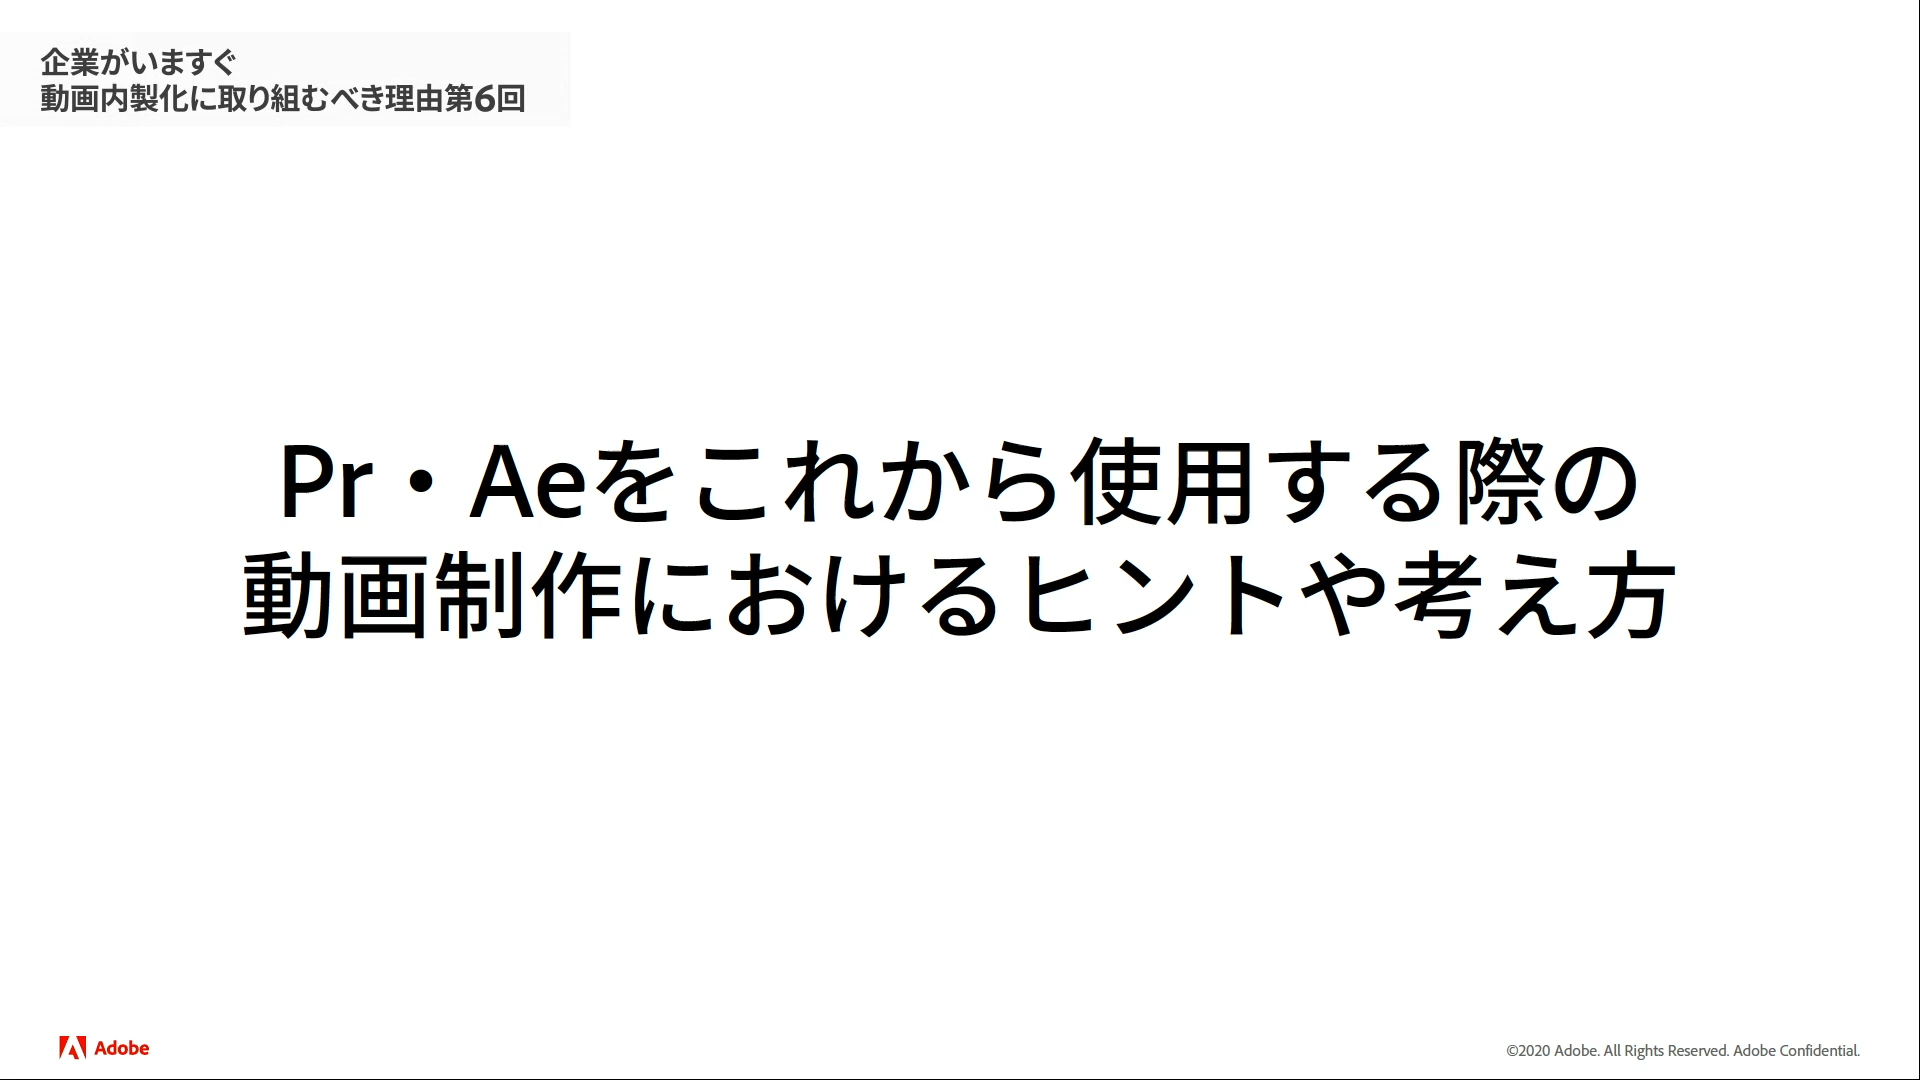 企業がいますぐ
動画内製化に取り組むべき理由第6回
Pr・Aeをこれから使用する際の
動画制作におけるヒントや考え方
Adobe
©2020 Adobe. All Rights Reserved. Adobe Confidential.